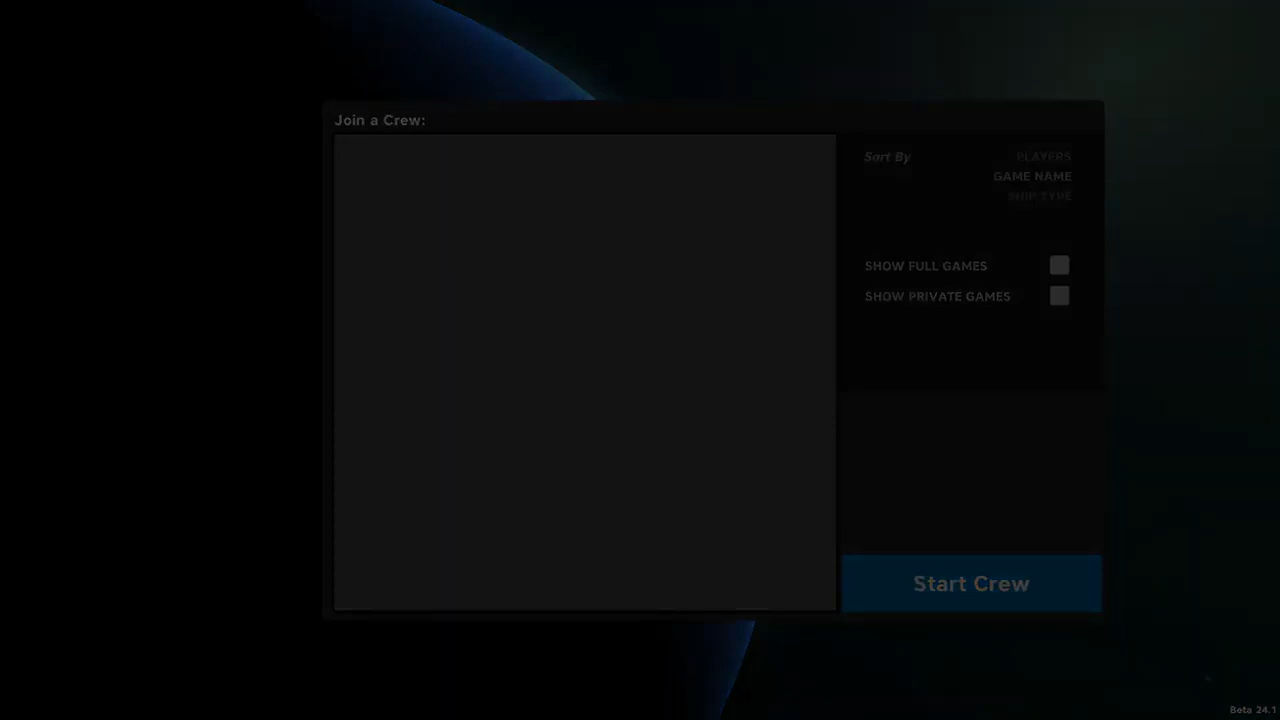 Join a Crew:
Sort By
PLAYERS
GAME NAME
SHIP TYPE
SHOW FULL GAMES
SHOW PRIVATE GAMES
Start Crew
Beta 24.1